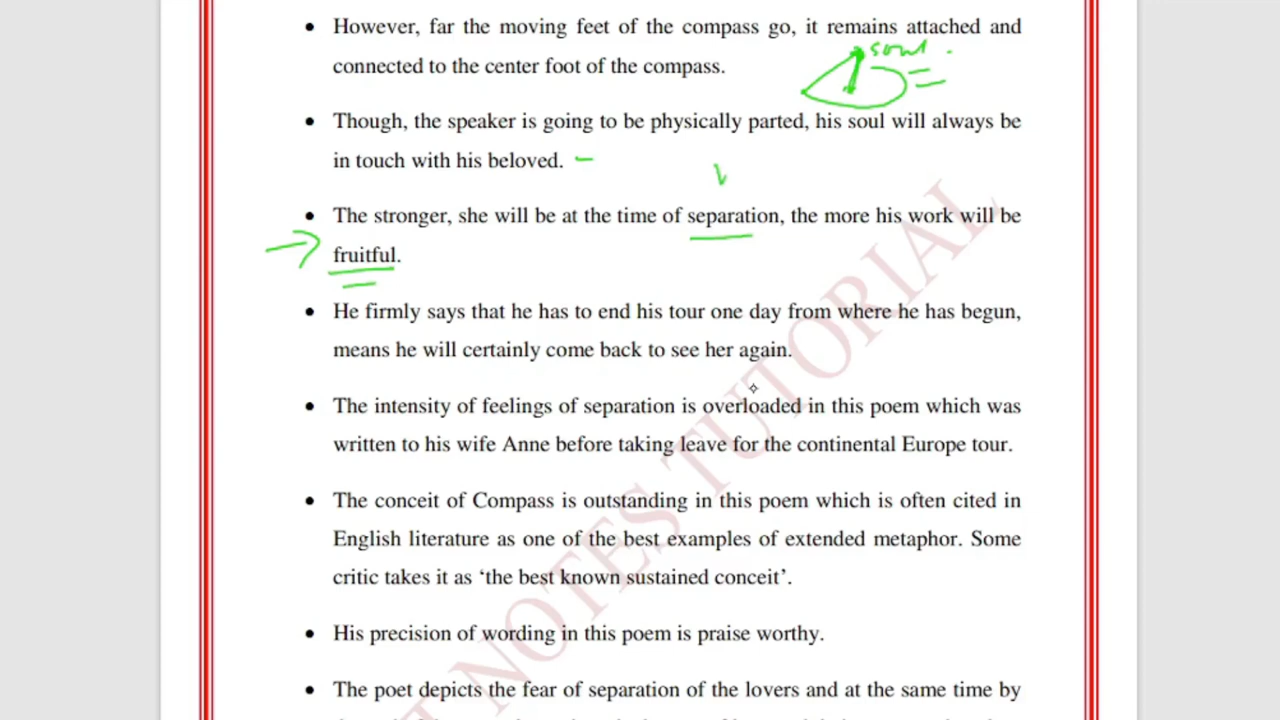 • However, far the moving feet of the compass go, it remains attached and
connected to the center foot of the compass.
soul
• Though, the speaker is going to be physically parted, his soul will always be
in touch with his beloved.
• The stronger, she will be at the time of separation, the more his work will be
fruitful.
• He firmly says that he has to end his tour one day from where he has begun,
means he will certainly come back to see her again.
• The intensity of feelings of separation is overloaded in this poem which was
written to his wife Anne before taking leave for the continental Europe tour.
• The conceit of Compass is outstanding in this poem which is often cited in
English literature as one of the best examples of extended metaphor. Some
critic takes it as ‘the best known sustained conceit’.
• His precision of wording in this poem is praise worthy.
• The poet depicts the fear of separation of the lovers and at the same time by
NOTES TUTORIAL